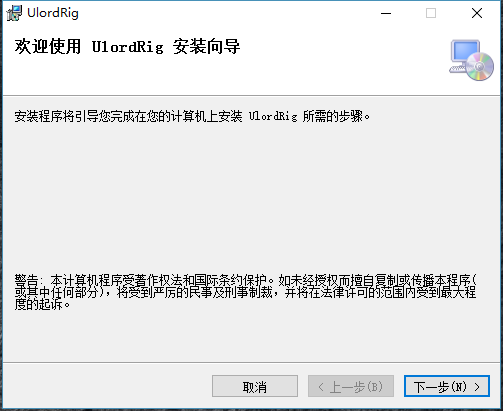 UlordRig
欢迎使用 UlordRig 安装向导
安装程序将引导您完成在您的计算机上安装 UlordRig 所需的步骤。
警告: 本计算机程序受著作权法和国际条约保护。如未经授权而擅自复制或传播本程序(
或其中任何部分)，将受到严厉的民事及刑事制裁，并将在法律许可的范围内受到最大程
度的起诉。
取消 < 上一步(B) 下一步(N) >